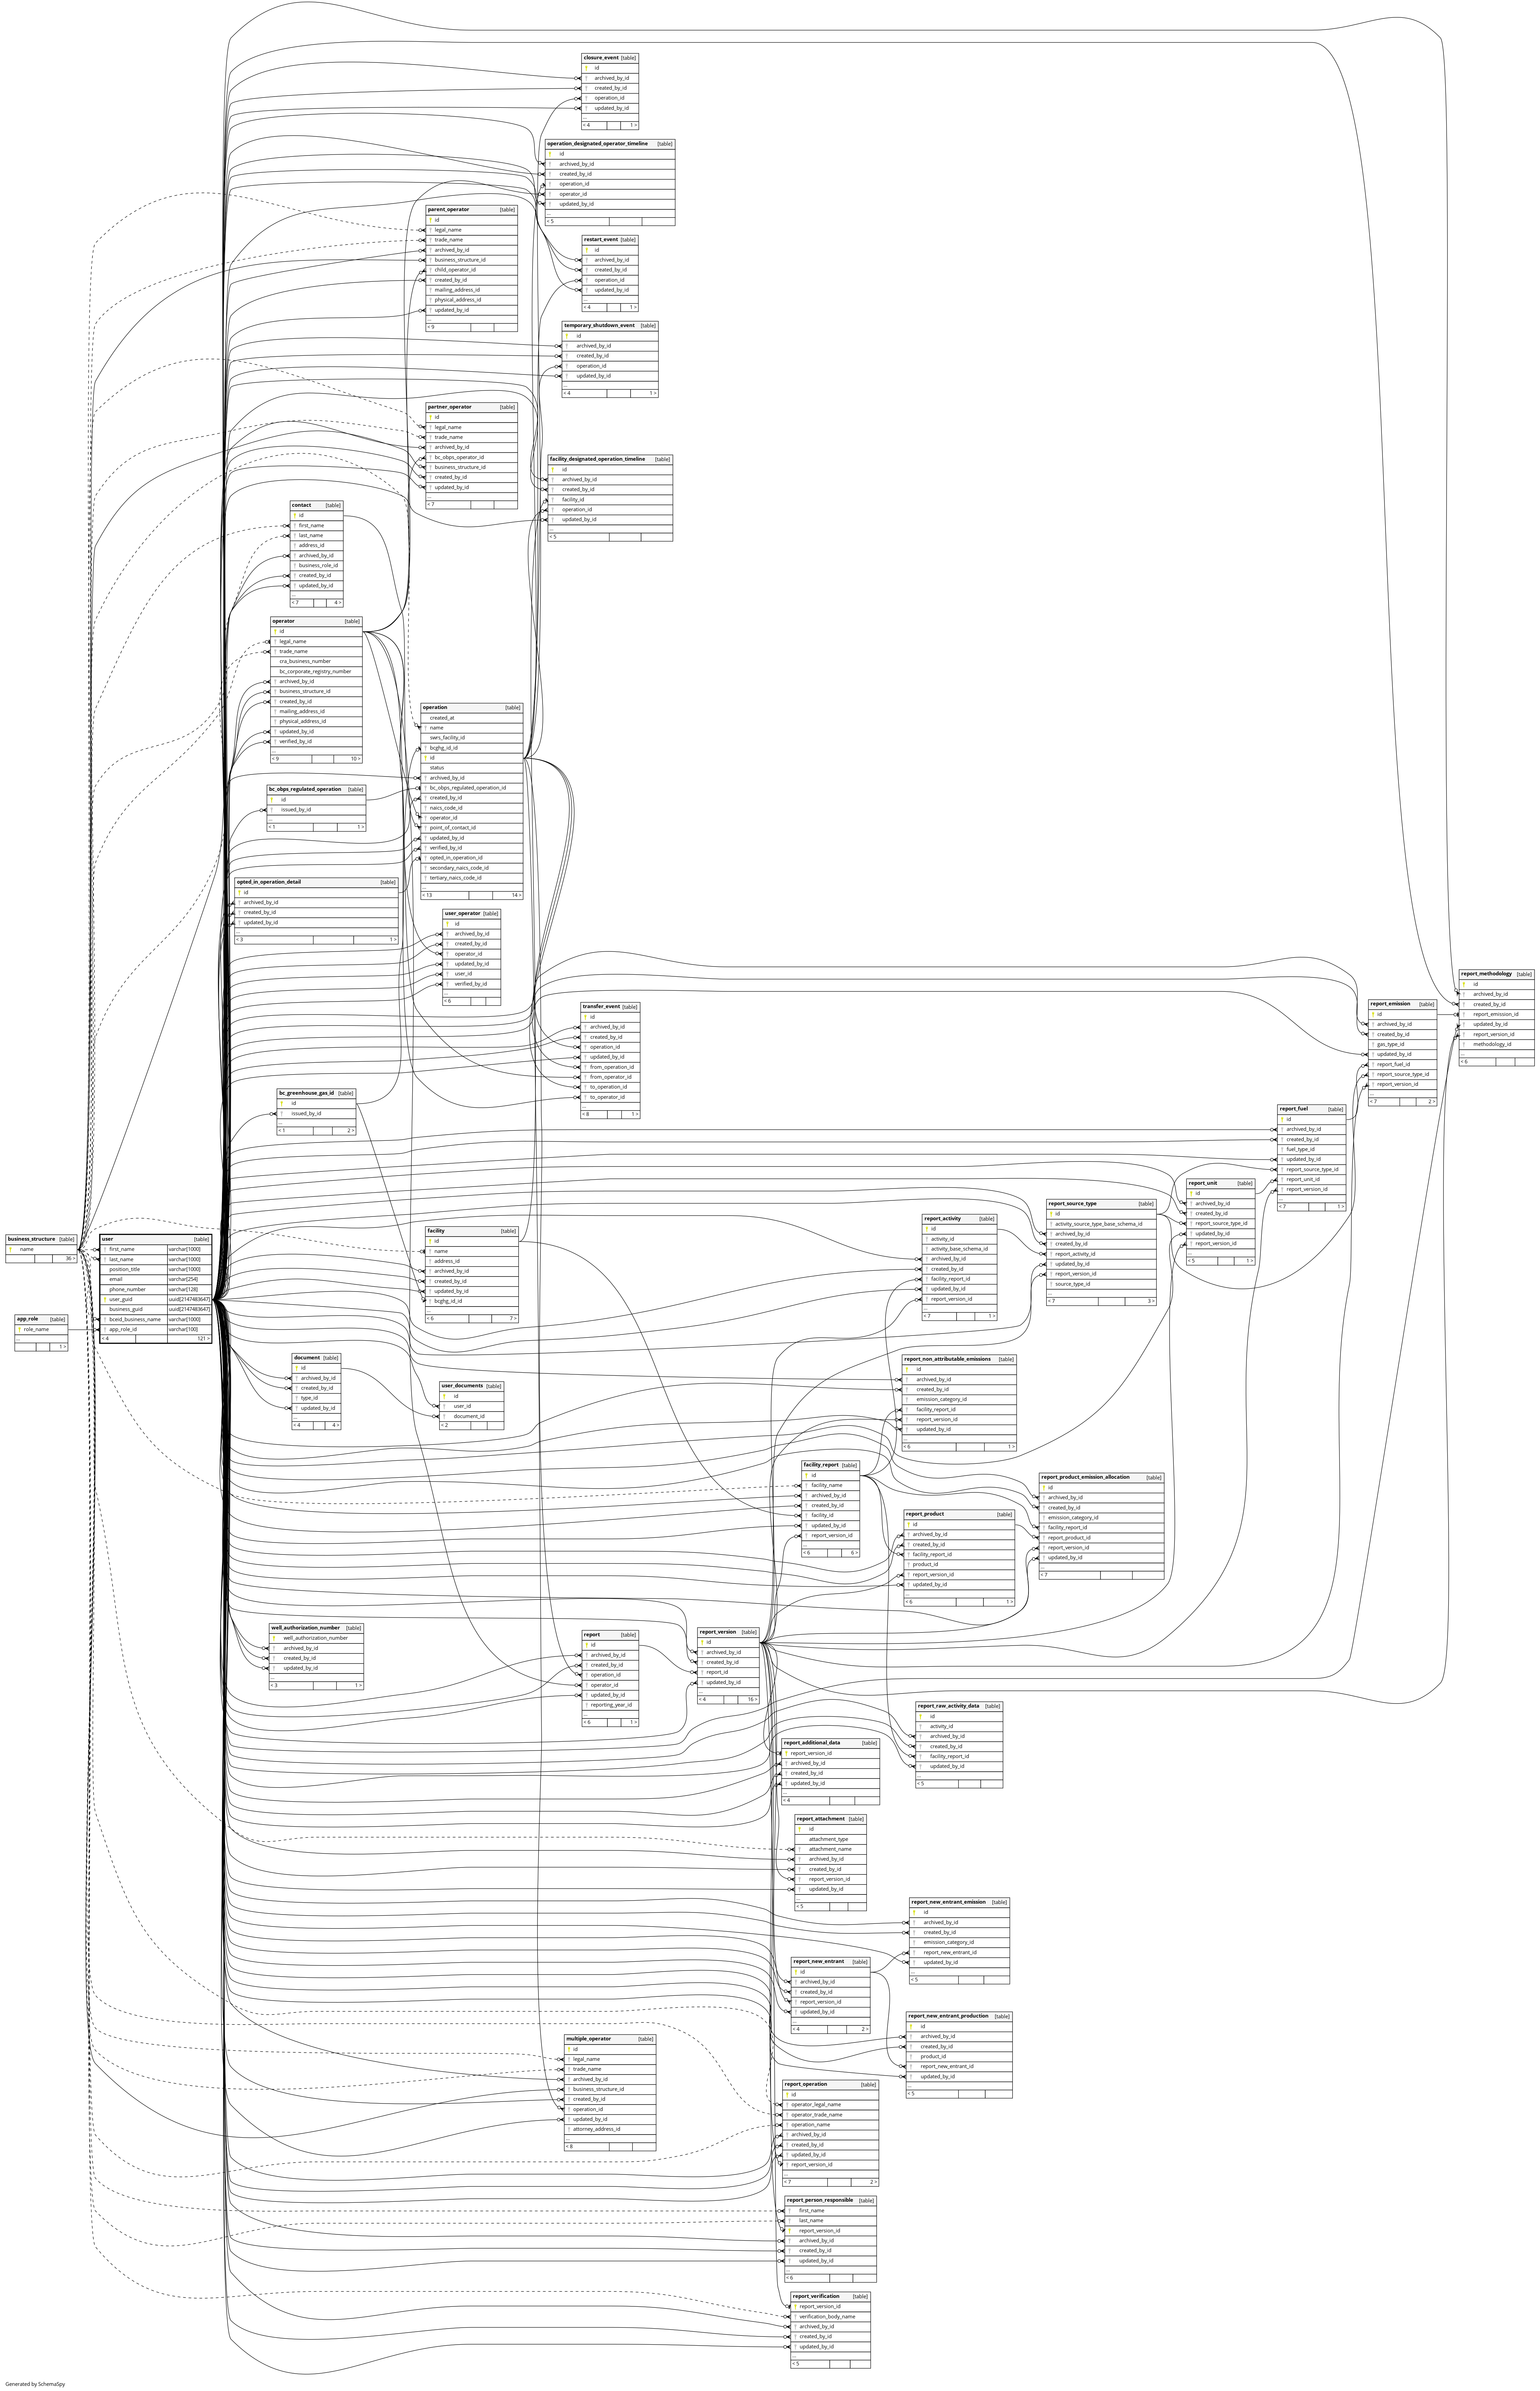 closure_event [table]
id
archived_by_id
created_by_id
operation_id
updated_by_id
...
< 4 1 >
operation_designated_operator_timeline [table]
id
archived_by_id
created_by_id
operation_id
operator_id
updated_by_id
...
< 5
parent_operator [table]
id
legal_name
trade_name
archived_by_id
business_structure_id
child_operator_id
created_by_id
mailing_address_id
physical_address_id
updated_by_id
...
< 9
restart_event [table]
id
archived_by_id
created_by_id
operation_id
updated_by_id
...
< 4 1 >
temporary_shutdown_event [table]
id
archived_by_id
created_by_id
operation_id
updated_by_id
...
< 4 1 >
partner_operator [table]
id
legal_name
trade_name
archived_by_id
bc_obps_operator_id
business_structure_id
created_by_id
updated_by_id
...
< 7
facility_designated_operation_timeline [table]
id
archived_by_id
created_by_id
facility_id
operation_id
updated_by_id
...
< 5
contact [table]
id
first_name
last_name
address_id
archived_by_id
business_role_id
created_by_id
updated_by_id
...
< 7 4 >
operator [table]
id
legal_name
trade_name
cra_business_number
bc_corporate_registry_number
archived_by_id
business_structure_id
created_by_id
mailing_address_id
physical_address_id
updated_by_id
verified_by_id
...
< 9 10 >
operation [table]
created_at
name
swrs_facility_id
bcghg_id_id
id
status
archived_by_id
bc_obps_regulated_operation_id
created_by_id
naics_code_id
operator_id
point_of_contact_id
updated_by_id
verified_by_id
opted_in_operation_id
secondary_naics_code_id
tertiary_naics_code_id
...
< 13 14 >
bc_obps_regulated_operation [table]
id
issued_by_id
...
< 1 1 >
opted_in_operation_detail [table]
id
archived_by_id
created_by_id
updated_by_id
...
< 3 1 >
user_operator [table]
id
archived_by_id
created_by_id
operator_id
updated_by_id
user_id
verified_by_id
...
< 6
transfer_event [table]
id
archived_by_id
created_by_id
operation_id
updated_by_id
from_operation_id
from_operator_id
to_operation_id
to_operator_id
...
< 8 1 >
report_methodology [table]
id
archived_by_id
created_by_id
report_emission_id
updated_by_id
report_version_id
methodology_id
...
< 6
report_emission [table]
id
archived_by_id
created_by_id
gas_type_id
updated_by_id
report_fuel_id
report_source_type_id
report_version_id
...
< 7 2 >
bc_greenhouse_gas_id [table]
id
issued_by_id
...
< 1 2 >
report_fuel [table]
id
archived_by_id
created_by_id
fuel_type_id
updated_by_id
report_source_type_id
report_unit_id
report_version_id
...
< 7 1 >
report_unit [table]
id
archived_by_id
created_by_id
report_source_type_id
updated_by_id
report_version_id
...
< 5 1 >
report_source_type [table]
id
activity_source_type_base_schema_id
archived_by_id
created_by_id
report_activity_id
updated_by_id
report_version_id
source_type_id
...
< 7 3 >
report_activity [table]
id
activity_id
activity_base_schema_id
archived_by_id
created_by_id
facility_report_id
updated_by_id
report_version_id
...
< 7 1 >
business_structure [table]
name
36 >
user [table]
first_name varchar[1000]
last_name varchar[1000]
position_title varchar[1000]
email varchar[254]
phone_number varchar[128]
user_guid uuid[2147483647]
business_guid uuid[2147483647]
bceid_business_name varchar[1000]
app_role_id varchar[100]
< 4 121 >
app_role [table]
role_name
...
1 >
facility [table]
id
name
address_id
archived_by_id
created_by_id
updated_by_id
bcghg_id_id
...
< 6 7 >
document [table]
id
archived_by_id
created_by_id
type_id
updated_by_id
...
< 4 4 >
user_documents [table]
id
user_id
document_id
< 2
report_non_attributable_emissions [table]
id
archived_by_id
created_by_id
emission_category_id
facility_report_id
report_version_id
updated_by_id
...
< 6 1 >
facility_report [table]
id
facility_name
archived_by_id
created_by_id
facility_id
updated_by_id
report_version_id
...
< 6 6 >
report_product_emission_allocation [table]
id
archived_by_id
created_by_id
emission_category_id
facility_report_id
report_product_id
report_version_id
updated_by_id
...
< 7
report_product [table]
id
archived_by_id
created_by_id
facility_report_id
product_id
report_version_id
updated_by_id
...
< 6 1 >
well_authorization_number [table]
well_authorization_number
archived_by_id
created_by_id
updated_by_id
...
< 3 1 >
report [table]
id
archived_by_id
created_by_id
operation_id
operator_id
updated_by_id
reporting_year_id
...
< 6 1 >
report_version [table]
id
archived_by_id
created_by_id
report_id
updated_by_id
...
< 4 16 >
report_raw_activity_data [table]
id
activity_id
archived_by_id
created_by_id
facility_report_id
updated_by_id
...
< 5
report_additional_data [table]
report_version_id
archived_by_id
created_by_id
updated_by_id
...
< 4
report_attachment [table]
id
attachment_type
attachment_name
archived_by_id
created_by_id
report_version_id
updated_by_id
...
< 5
report_new_entrant_emission [table]
id
archived_by_id
created_by_id
emission_category_id
report_new_entrant_id
updated_by_id
...
< 5
report_new_entrant [table]
id
archived_by_id
created_by_id
report_version_id
updated_by_id
...
< 4 2 >
report_new_entrant_production [table]
id
archived_by_id
created_by_id
product_id
report_new_entrant_id
updated_by_id
...
< 5
multiple_operator [table]
id
legal_name
trade_name
archived_by_id
business_structure_id
created_by_id
operation_id
updated_by_id
attorney_address_id
...
< 8
report_operation [table]
id
operator_legal_name
operator_trade_name
operation_name
archived_by_id
created_by_id
updated_by_id
report_version_id
...
< 7 2 >
report_person_responsible [table]
first_name
last_name
report_version_id
archived_by_id
created_by_id
updated_by_id
...
< 6
report_verification [table]
report_version_id
verification_body_name
archived_by_id
created_by_id
updated_by_id
...
< 5
Generated by SchemaSpy